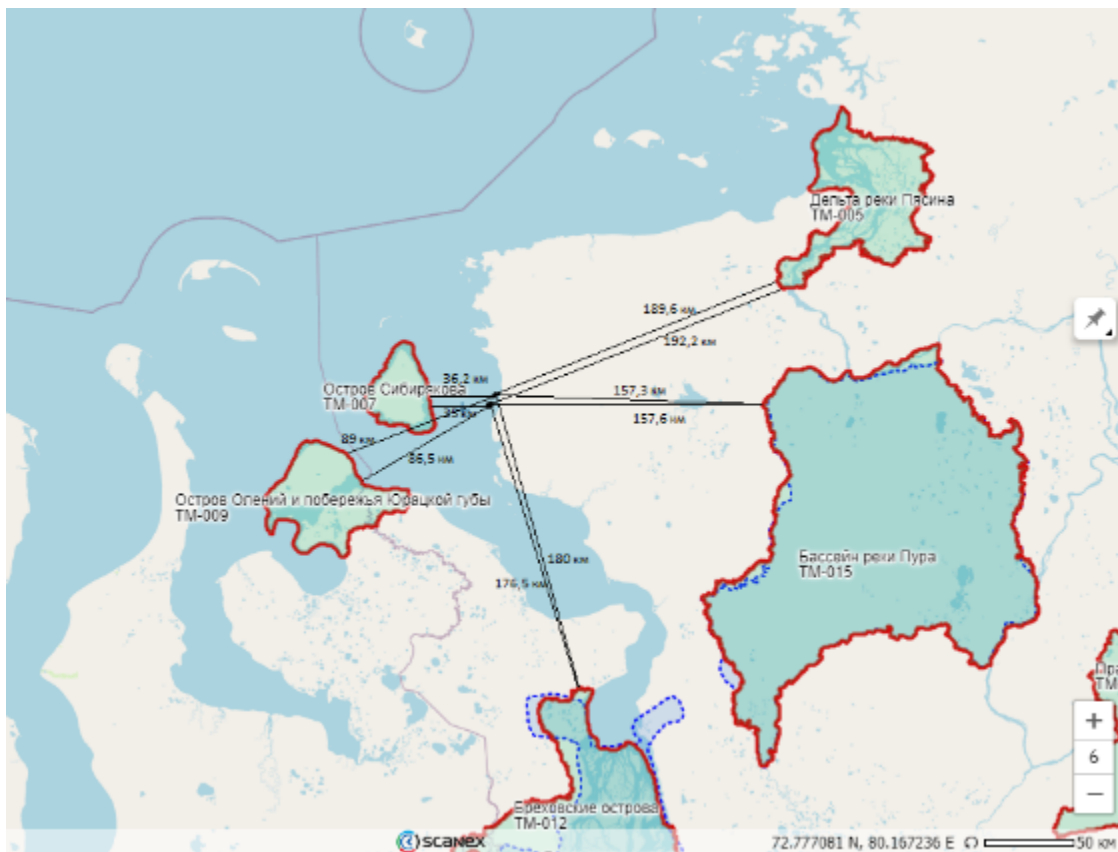 Дельта реки Пясина
ТМ-005
189,6 км
192,2 км
36,2 км
Остров Сибирякова
ТМ-007
35 км
157,3 км
157,6 км
89 км
86,5 км
Остров Олений и побережья Юрацкой губы
ТМ-009
Бассейн реки Пура
ТМ-015
180 км
176,5 км
Пра
ТМ
+
6
−
Бреховские острова
ТМ-012
scanex
72.777081 N, 80.167236 E
50 км